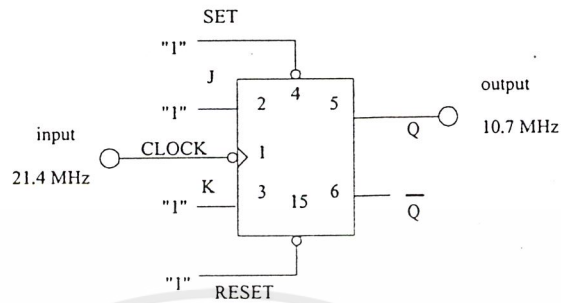 SET
"1"
J
"1"
2
4
5
output
Q
10.7 MHz
input
CLOCK
1
21.4 MHz
K
"1"
3
15
6
Q
"1"
RESET